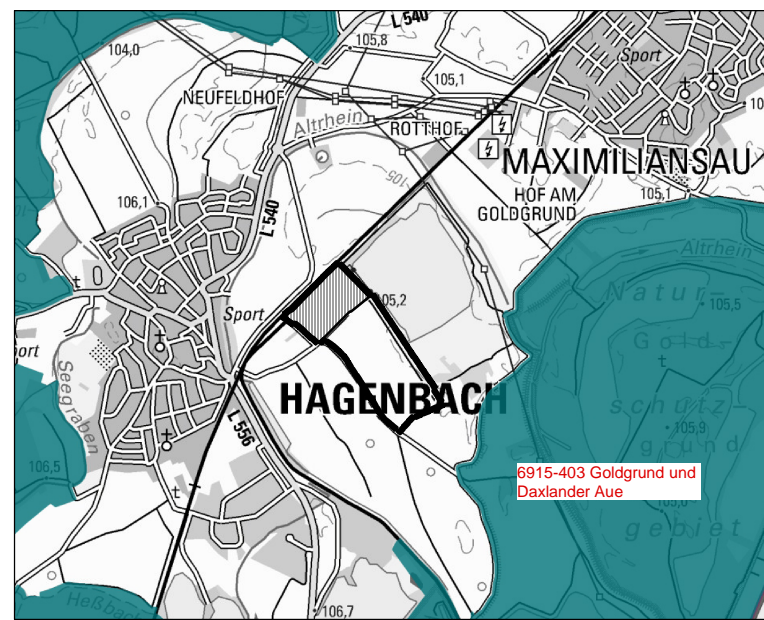 L 540
104,0
105,8
Sport
105,1
NEUFELDHOF
10
Altrhein
ROTTHOF
MAXIMILIANSAU
105
HOF AM
GOLDGRUND
105,1
106,1
L 540
Altrhein
Natur-
105,2
105,5
Sport
Gold-
ort
Seegraben
HAGENBACH
schutz-
L 556
105,9
grund
106,5
6915-403 Goldgrund und
Daxlander Aue
gebiet
Heßbach
106,7